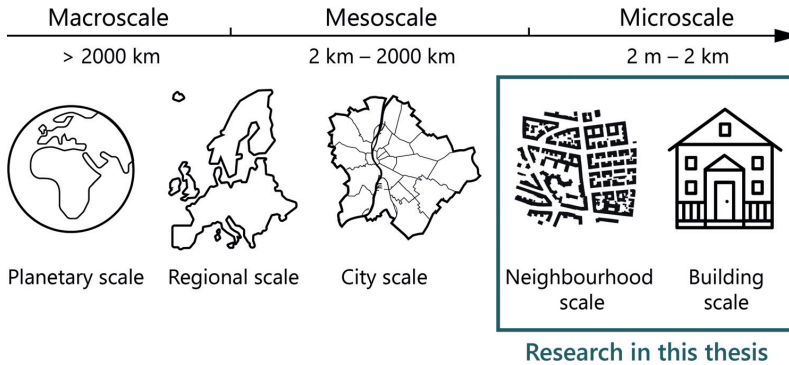 Macroscale
Mesoscale
Microscale
> 2000 km
2 km – 2000 km
2 m – 2 km
Planetary scale
Regional scale
City scale
Neighbourhood
scale
Building
scale
Research in this thesis